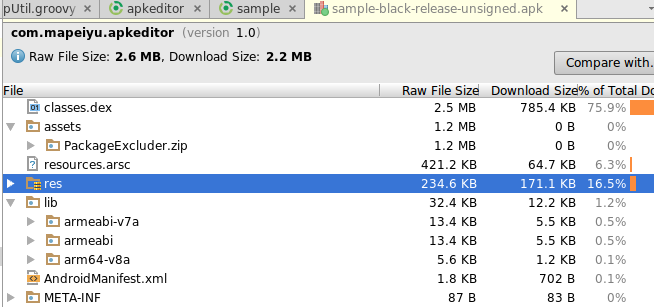 pUtil.groovy apkeditor sample sample-black-release-unsigned.apk
com.mapeiyu.apkeditor (version 1.0)
Raw File Size: 2.6 MB, Download Size: 2.2 MB
Compare with.
File Raw File Size Download Size % of Total Do
classes.dex 2.5 MB 785.4 KB 75.9%
assets 1.2 MB 0 B 0%
PackageExcluder.zip 1.2 MB 0 B 0%
resources.arsc 421.2 KB 64.7 KB 6.3%
res 234.6 KB 171.1 KB 16.5%
lib 32.4 KB 12.2 KB 1.2%
armeabi-v7a 13.4 KB 5.5 KB 0.5%
armeabi 13.4 KB 5.5 KB 0.5%
arm64-v8a 5.6 KB 1.2 KB 0.1%
AndroidManifest.xml 1.8 KB 702 B 0.1%
META-INF 87 B 83 B 0%